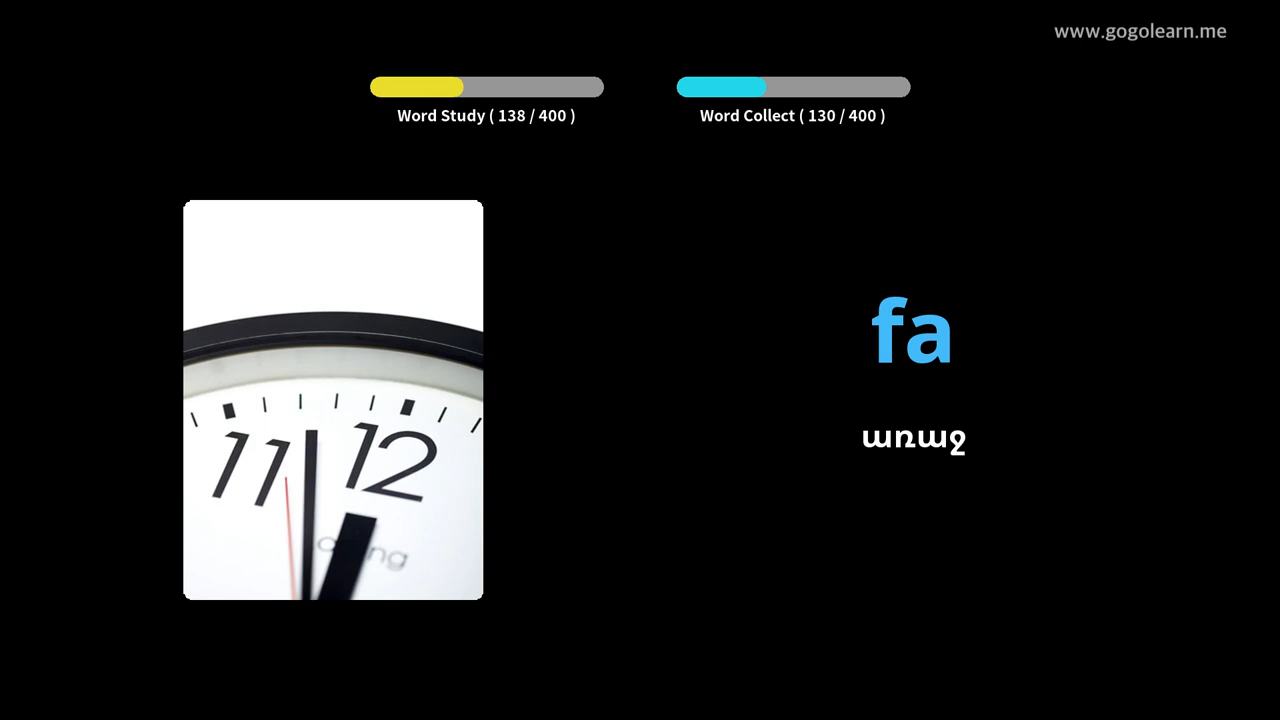 www.gogolearn.me
Word Study ( 138 / 400 )
Word Collect ( 130 / 400 )
11
12
fa
առաջ